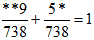 **9/738 + 5*/738 = 1